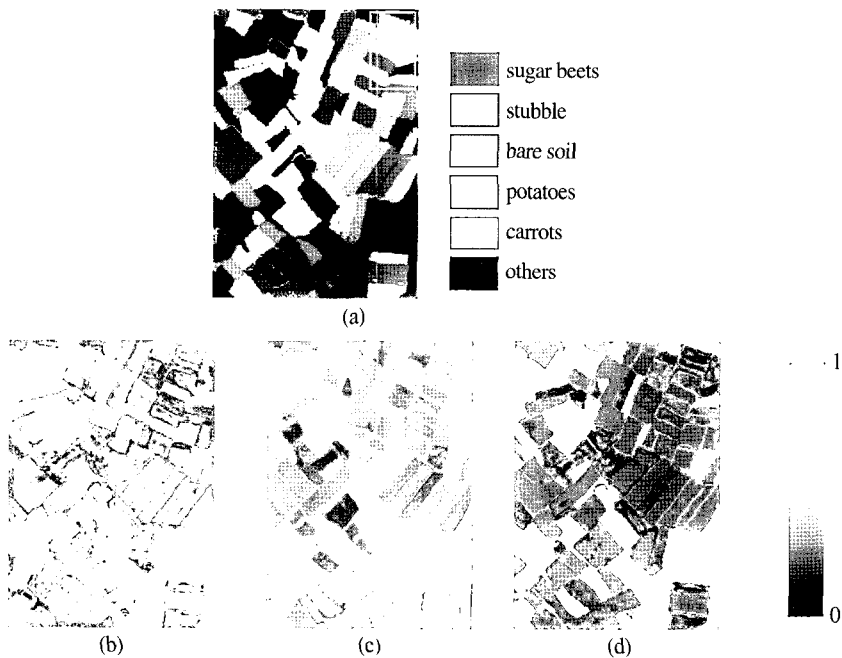 sugar beets
stubble
bare soil
potatoes
carrots
others
(a)
1
0
(b)
(c)
(d)